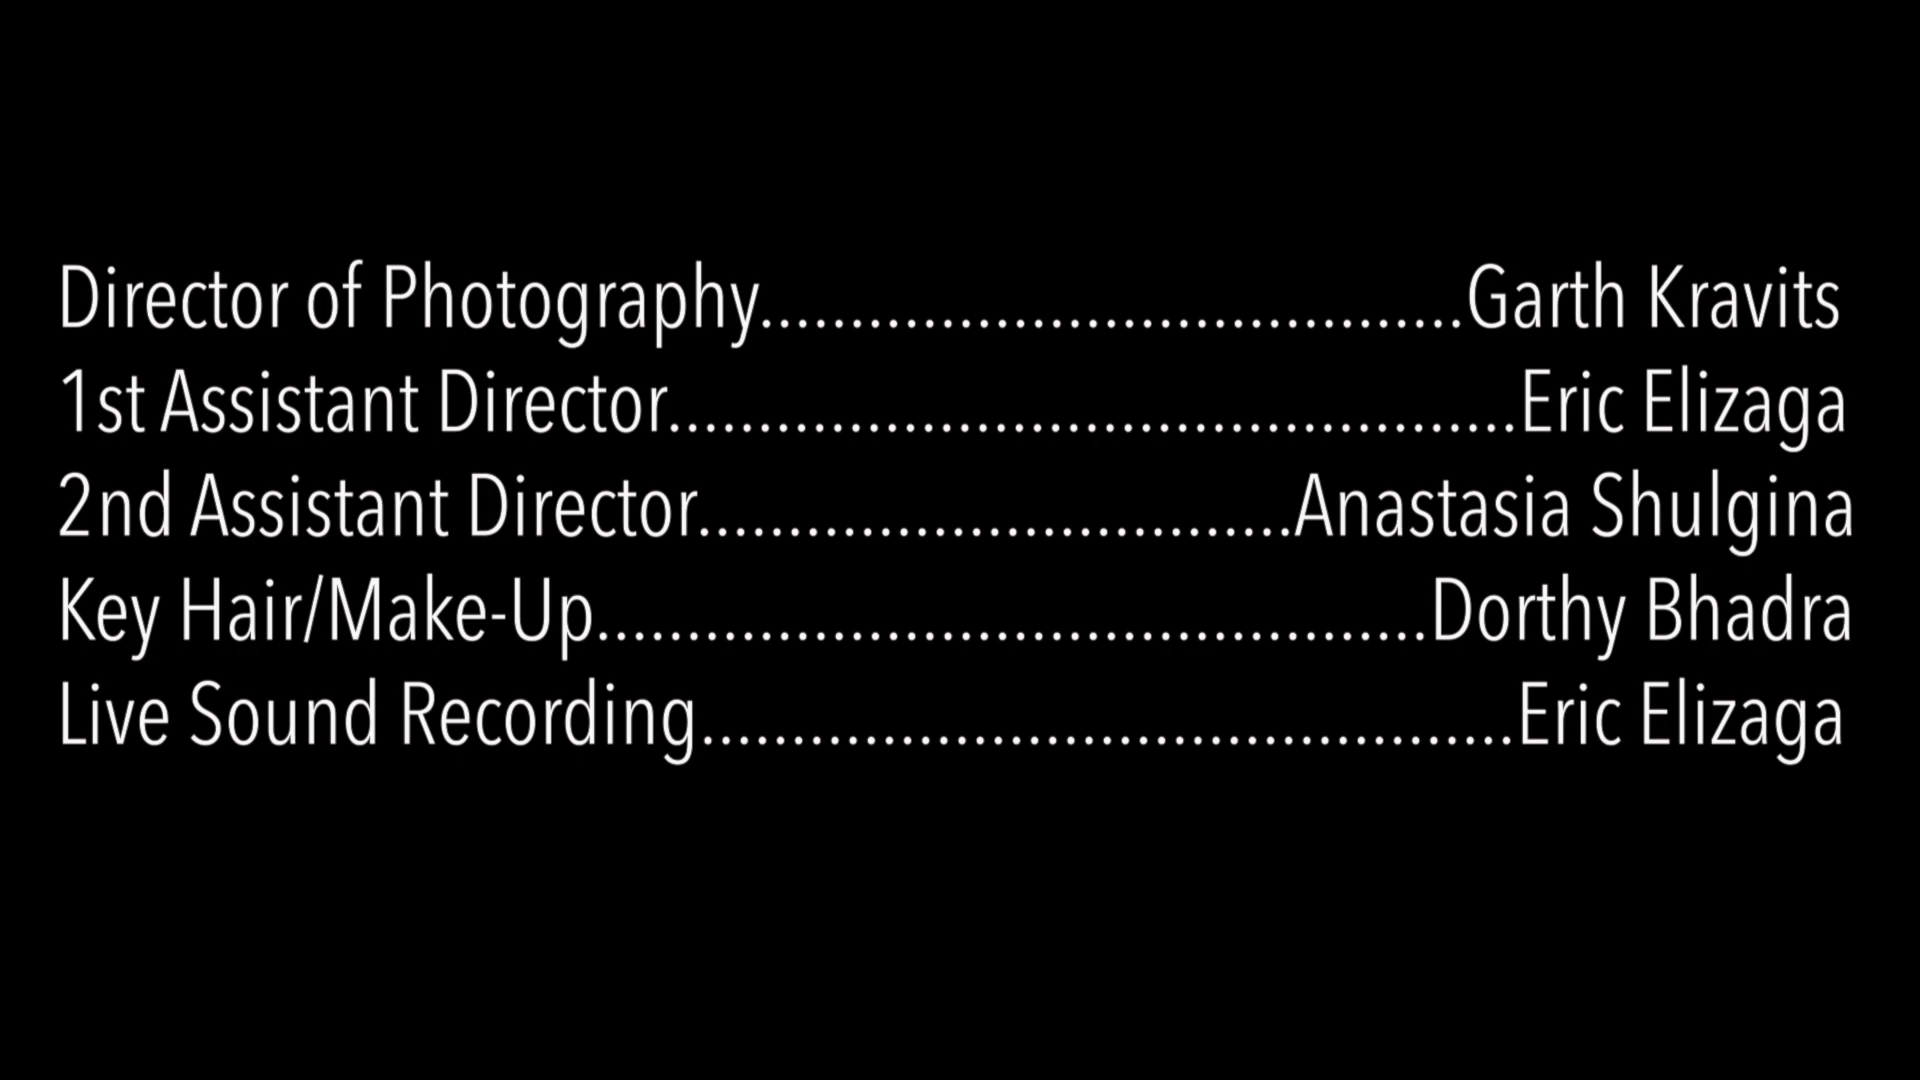 Director of Photography.......................................Garth Kravits
1st Assistant Director...............................................Eric Elizaga
2nd Assistant Director.................................Anastasia Shulgina
Key Hair/Make-Up..............................................Dorthy Bhadra
Live Sound Recording.............................................Eric Elizaga